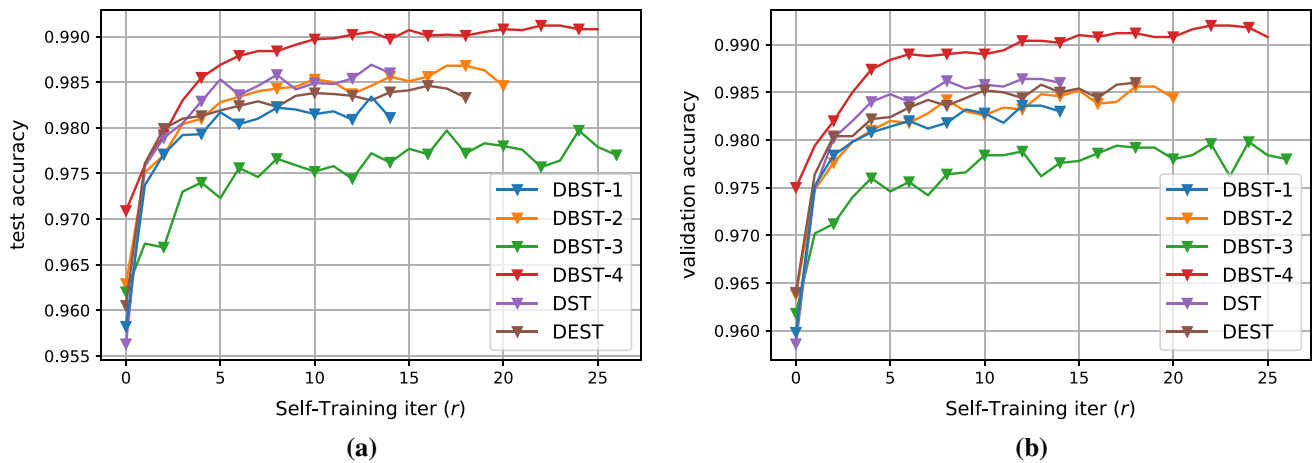 0.990
0.985
0.980
0.975
0.970
0.965
0.960
0.955
test accuracy
0 5 10 15 20 25
Self-Training iter (r)
DBST-1
DBST-2
DBST-3
DBST-4
DST
DEST
(a)
0.990
0.985
0.980
0.975
0.970
0.965
0.960
validation accuracy
0 5 10 15 20 25
Self-Training iter (r)
DBST-1
DBST-2
DBST-3
DBST-4
DST
DEST
(b)